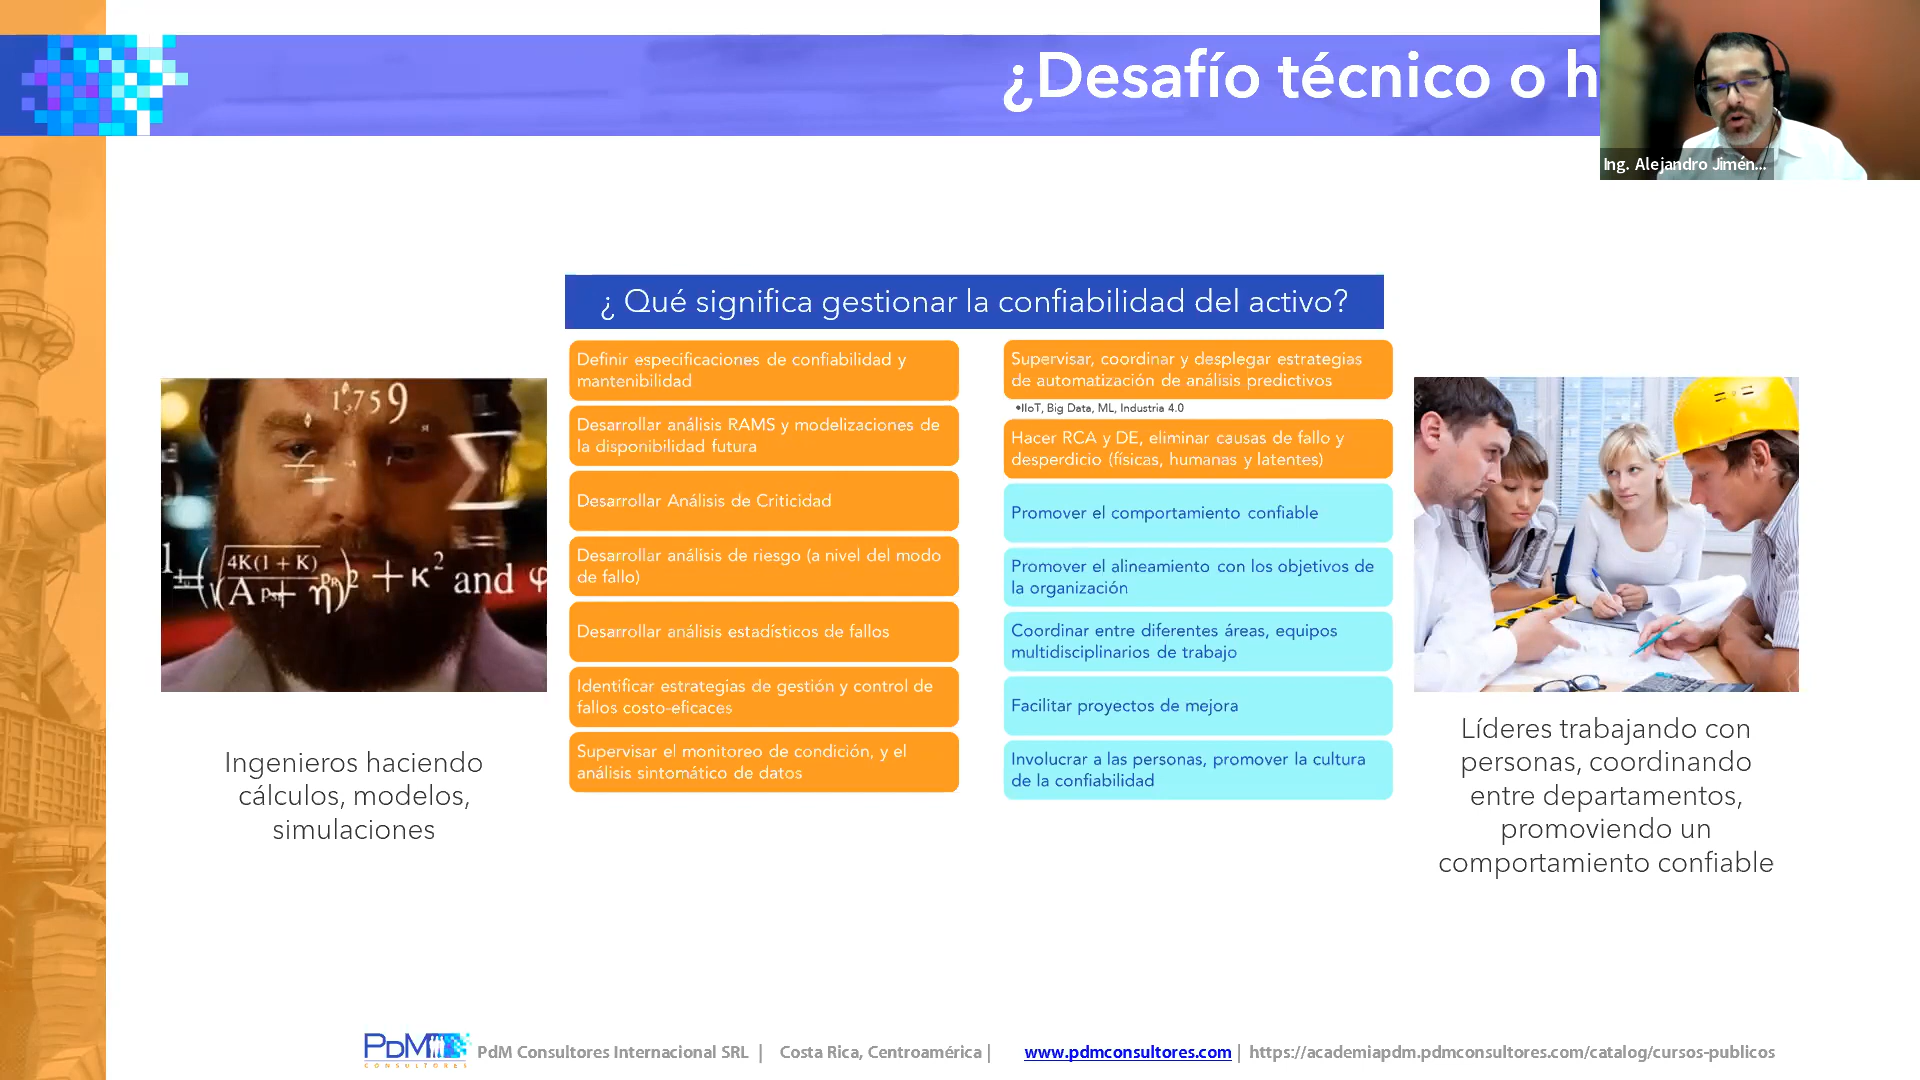 ¿Desafío técnico o h
Ing. Alejandro Jimén...
¿ Qué significa gestionar la confiabilidad del activo?
Definir especificaciones de confiabilidad y
mantenibilidad
Desarrollar análisis RAMS y modelizaciones de
la disponibilidad futura
Desarrollar Análisis de Criticidad
Desarrollar análisis de riesgo (a nivel del modo
de fallo)
Desarrollar análisis estadísticos de fallos
Identificar estrategias de gestión y control de
fallos costo-eficaces
Supervisar el monitoreo de condición, y el
análisis sintomático de datos
Supervisar, coordinar y desplegar estrategias
de automatización de análisis predictivos
•IIoT, Big Data, ML, Industria 4.0
Hacer RCA y DE, eliminar causas de fallo y
desperdicio (físicas, humanas y latentes)
Promover el comportamiento confiable
Promover el alineamiento con los objetivos de
la organización
Coordinar entre diferentes áreas, equipos
multidisciplinarios de trabajo
Facilitar proyectos de mejora
Involucrar a las personas, promover la cultura
de la confiabilidad
1,759
Σ
4K(1 + K)
+ κ² and φ
Ingenieros haciendo
cálculos, modelos,
simulaciones
Líderes trabajando con
personas, coordinando
entre departamentos,
promoviendo un
comportamiento confiable
PDM
CONSULTORES
PdM Consultores Internacional SRL | Costa Rica, Centroamérica | www.pdmconsultores.com | https://academiapdm.pdmconsultores.com/catalog/cursos-publicos